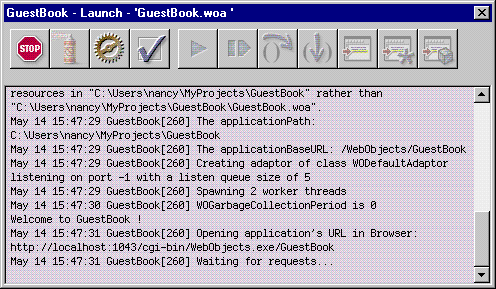 GuestBook - Launch - 'GuestBook.woa '
STOP
resources in "C:\Users\nancy\MyProjects\GuestBook" rather than
"C:\Users\nancy\MyProjects\GuestBook\GuestBook.woa".
May 14 15:47:29 GuestBook[260] The applicationPath:
C:\Users\nancy\MyProjects\GuestBook
May 14 15:47:29 GuestBook[260] The applicationBaseURL: /WebObjects/GuestBook
May 14 15:47:29 GuestBook[260] Creating adaptor of class WODefaultAdaptor
listening on port -1 with a listen queue size of 5
May 14 15:47:29 GuestBook[260] Spawning 2 worker threads
May 14 15:47:30 GuestBook[260] WOGarbageCollectionPeriod is 0
Welcome to GuestBook !
May 14 15:47:31 GuestBook[260] Opening application's URL in Browser:
http://localhost:1043/cgi-bin/WebObjects.exe/GuestBook
May 14 15:47:31 GuestBook[260] Waiting for requests...